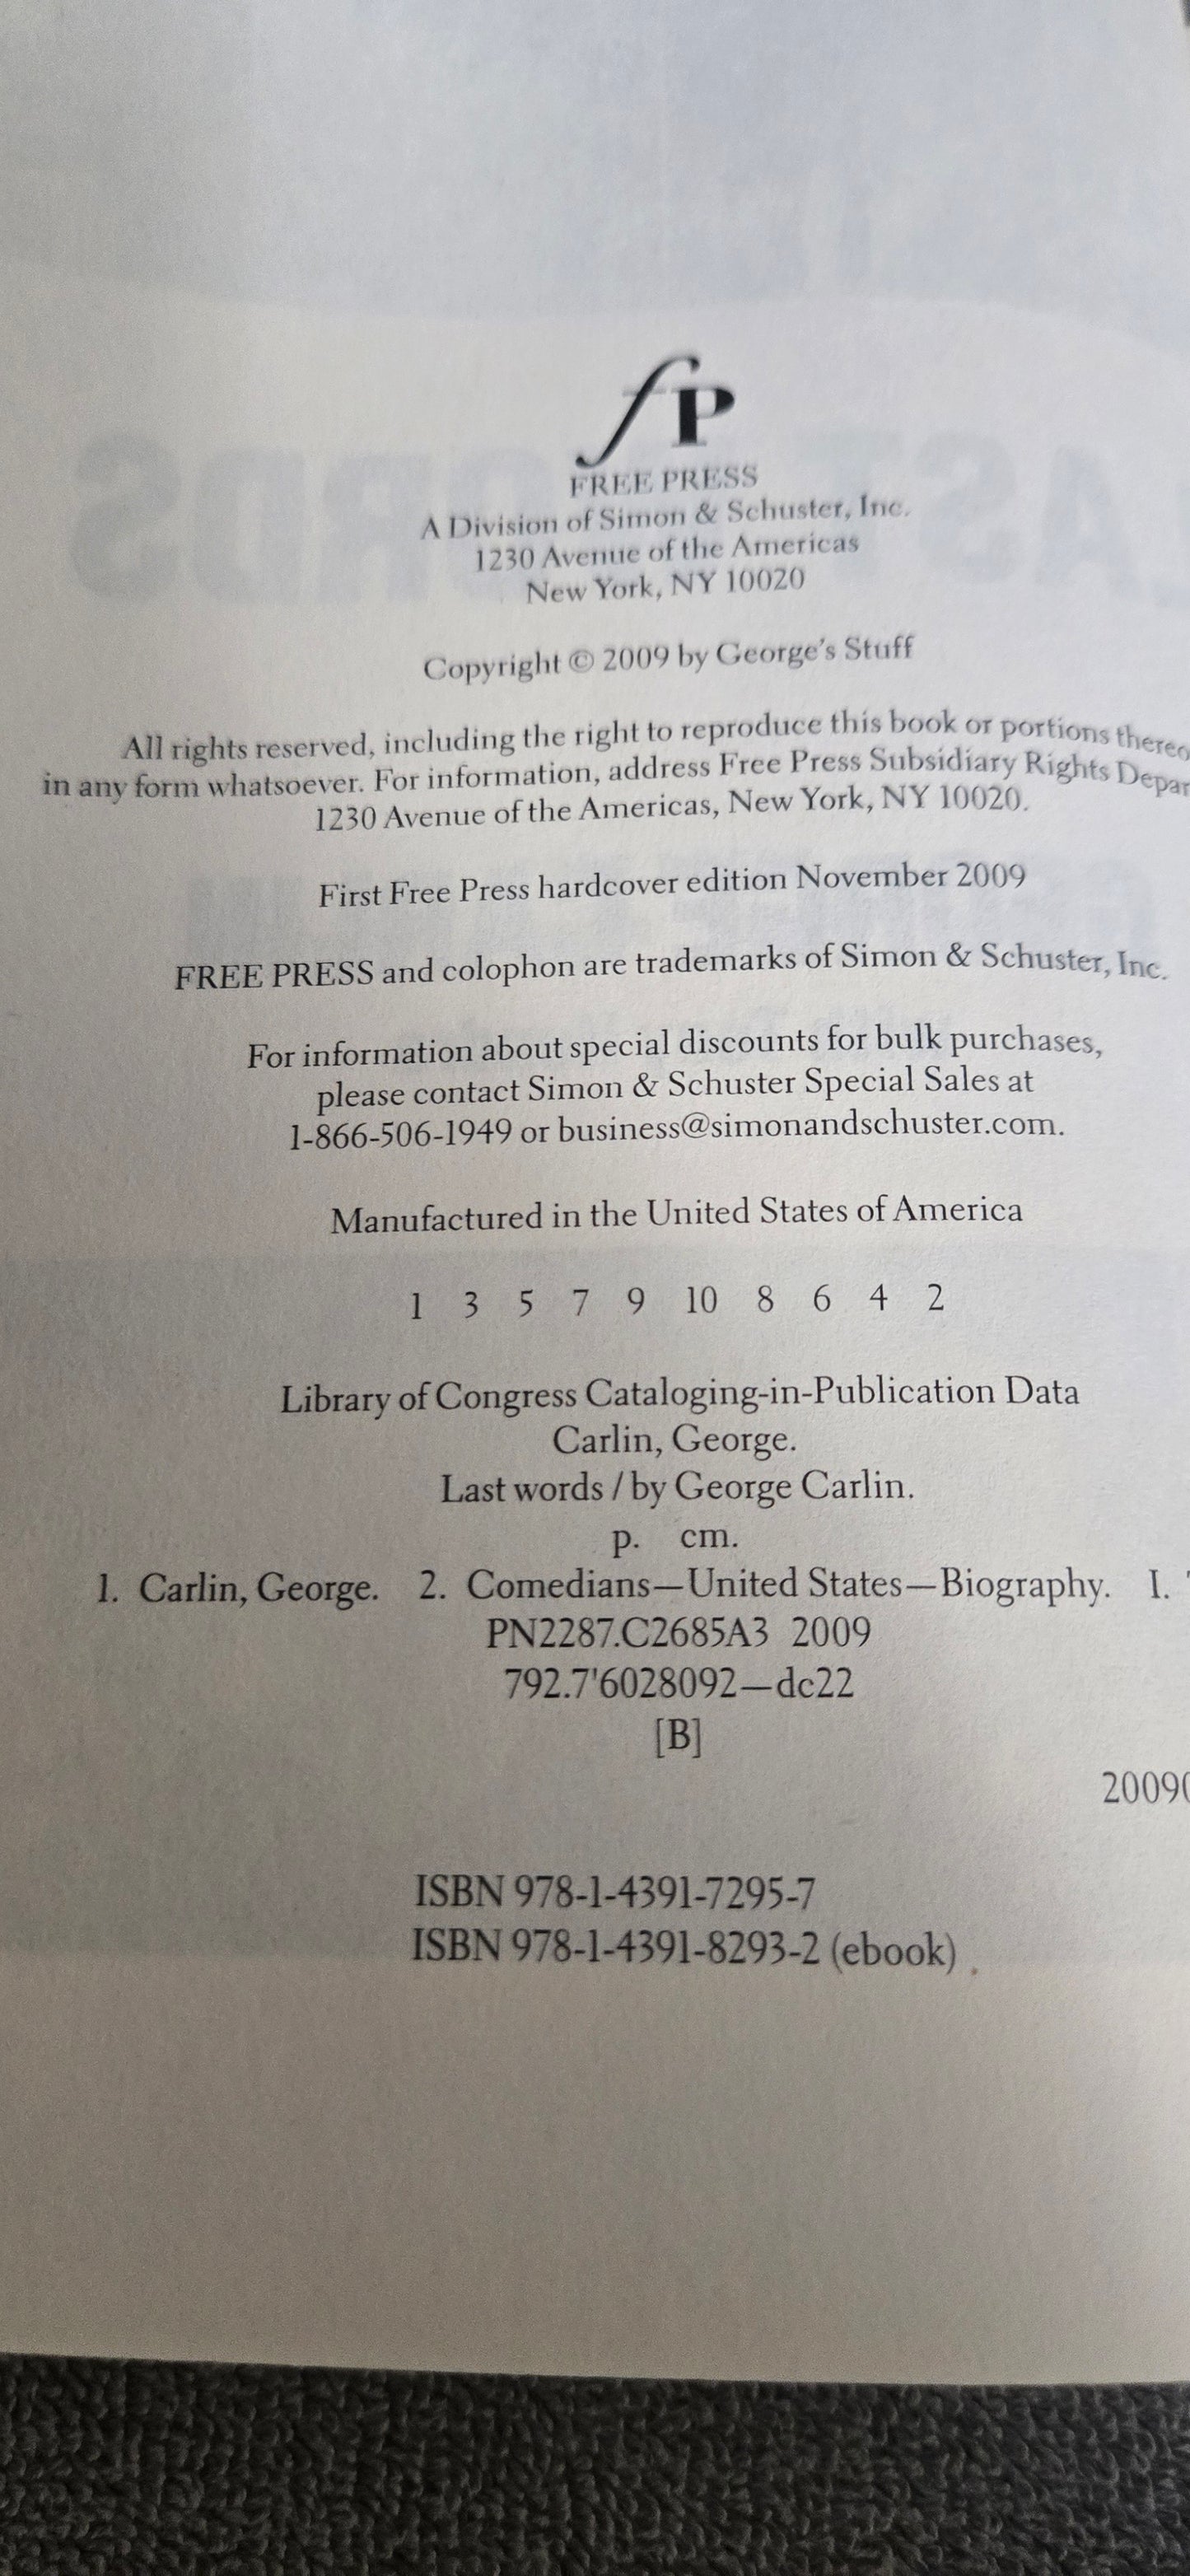 fP
FREE PRESS
A Division of Simon & Schuster, Inc.
1230 Avenue of the Americas
New York, NY 10020
Copyright © 2009 by George's Stuff
All rights reserved, including the right to reproduce this book or portions
in any form whatsoever. For information, address Free Press Subsidiary Rights
1230 Avenue of the Americas, New York, NY 10020.
First Free Press hardcover edition November 2009
FREE PRESS and colophon are trademarks of Simon & Schuster, Inc.
For information about special discounts for bulk purchases,
please contact Simon & Schuster Special Sales at
1-866-506-1949 or business@simonandschuster.com.
Manufactured in the United States of America
1 3 5 7 9 10 8 6 4 2
Library of Congress Cataloging-in-Publication Data
Carlin, George.
Last words / by George Carlin.
p. cm.
1. Carlin, George. 2. Comedians—United States—Biography. I.
PN2287.C2685A3 2009
792.7'6028092—dc22
[B]
ISBN 978-1-4391-7295-7
ISBN 978-1-4391-8293-2 (ebook)